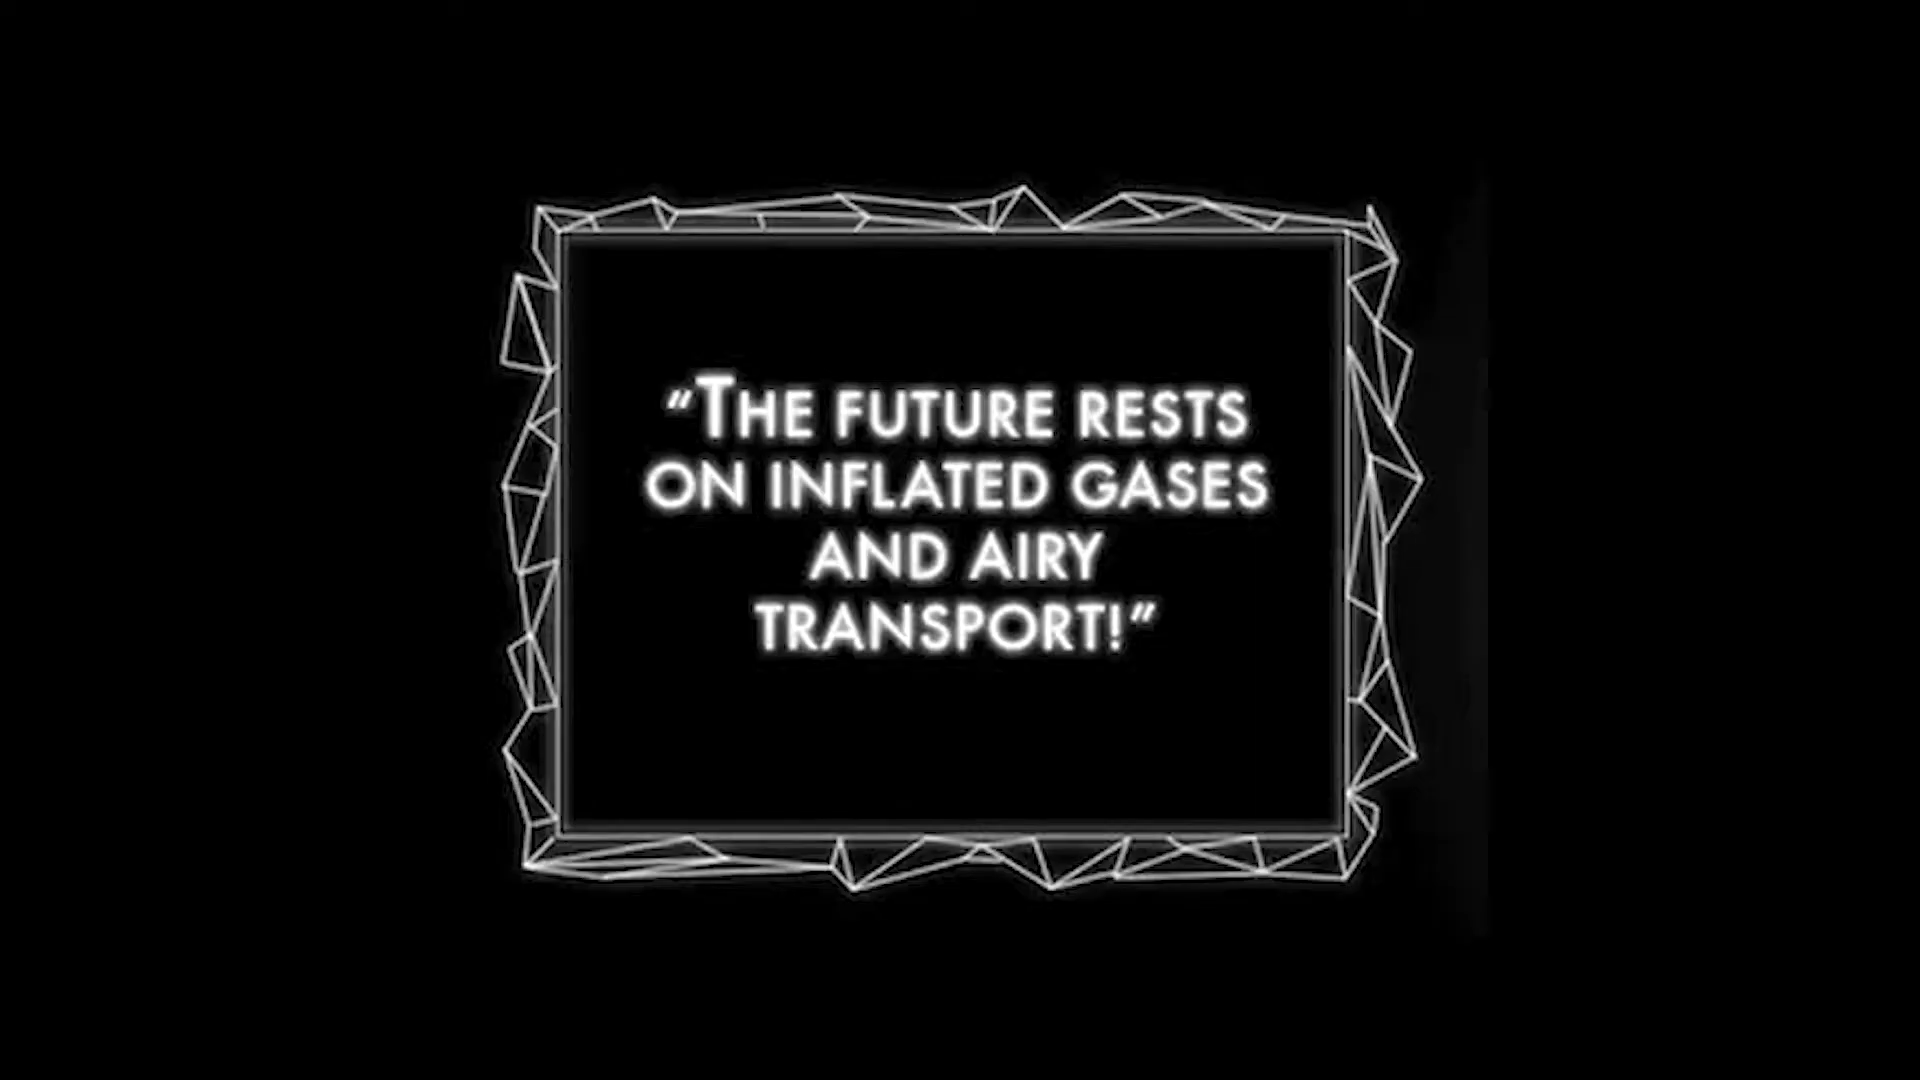 “The future rests
on inflated gases
and airy
transport!”